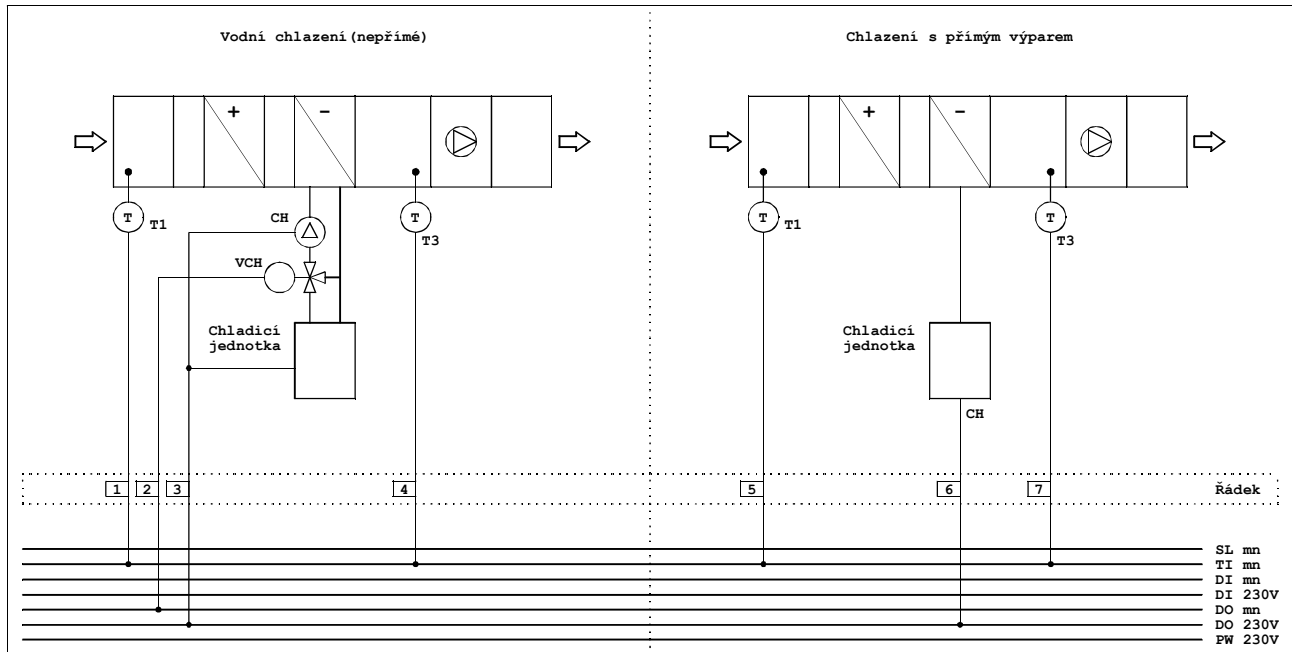 Vodní chlazení(nepřímé)
Chlazení s přímým výparem
+
-
+
-
T
T1
CH
T
T3
T
T1
T
T3
VCH
Chladicí
jednotka
Chladicí
jednotka
CH
1
2
3
4
5
6
7
Řádek
SL mn
TI mn
DI mn
DI 230V
DO mn
DO 230V
PW 230V